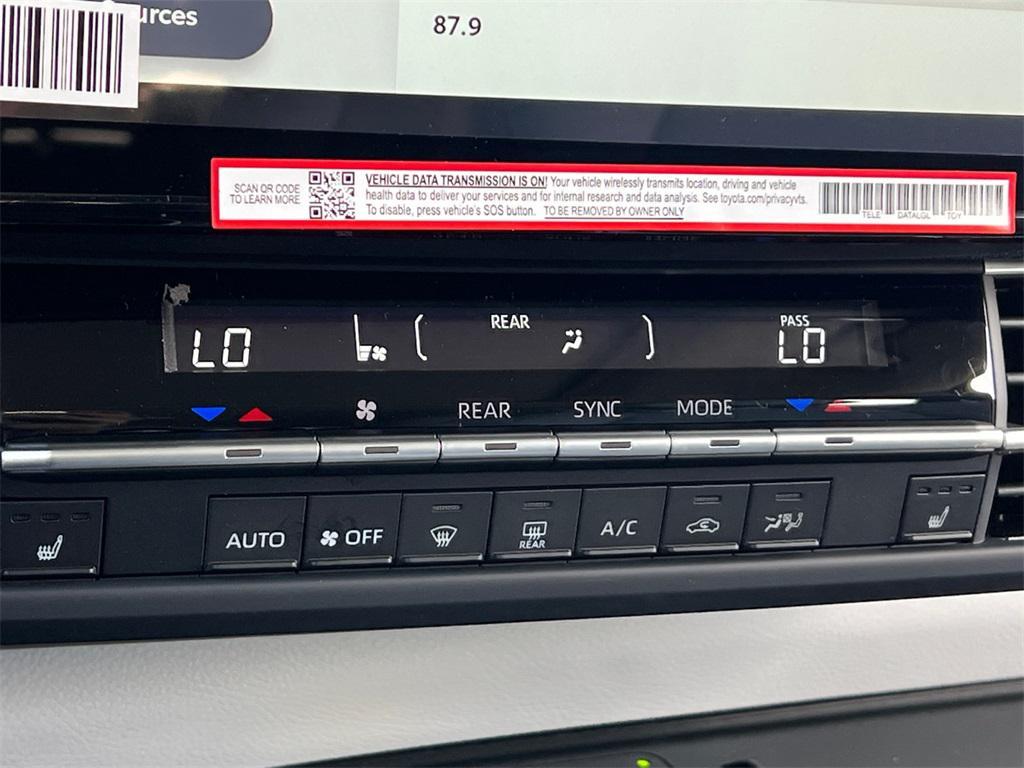 urces
87.9
SCAN QR CODE
TO LEARN MORE
VEHICLE DATA TRANSMISSION IS ON! Your vehicle wirelessly transmits location, driving and vehicle
health data to deliver your services and for internal research and data analysis. See toyota.com/privacyvts.
To disable, press vehicle's SOS button. TO BE REMOVED BY OWNER ONLY
TELE DATALGL TOY
LO REAR PASS LO
REAR SYNC MODE
AUTO OFF REAR A/C